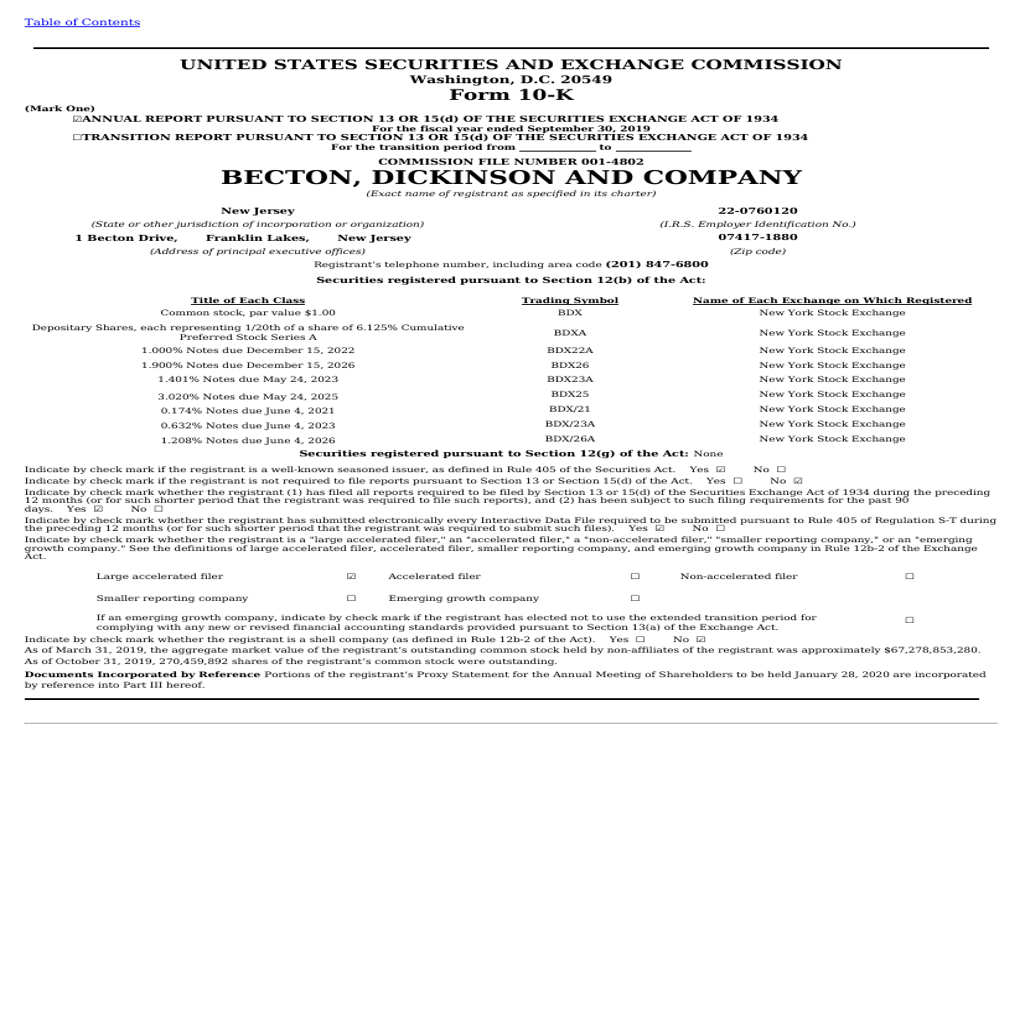 Table of Contents
UNITED STATES SECURITIES AND EXCHANGE COMMISSION
Washington, D.C. 20549
Form 10-K
(Mark One)
☑ANNUAL REPORT PURSUANT TO SECTION 13 OR 15(d) OF THE SECURITIES EXCHANGE ACT OF 1934
For the fiscal year ended September 30, 2019
☐TRANSITION REPORT PURSUANT TO SECTION 13 OR 15(d) OF THE SECURITIES EXCHANGE ACT OF 1934
For the transition period from ____________ to ____________
COMMISSION FILE NUMBER 001-4802
BECTON, DICKINSON AND COMPANY
(Exact name of registrant as specified in its charter)
New Jersey 22-0760120
(State or other jurisdiction of incorporation or organization) (I.R.S. Employer Identification No.)
1 Becton Drive, Franklin Lakes, New Jersey 07417-1880
(Address of principal executive offices) (Zip code)
Registrant's telephone number, including area code (201) 847-6800
Securities registered pursuant to Section 12(b) of the Act:
Title of Each Class Trading Symbol Name of Each Exchange on Which Registered
Common stock, par value $1.00 BDX New York Stock Exchange
Depositary Shares, each representing 1/20th of a share of 6.125% Cumulative
Preferred Stock Series A BDXA New York Stock Exchange
1.000% Notes due December 15, 2022 BDX22A New York Stock Exchange
1.900% Notes due December 15, 2026 BDX26 New York Stock Exchange
1.401% Notes due May 24, 2023 BDX23A New York Stock Exchange
3.020% Notes due May 24, 2025 BDX25 New York Stock Exchange
0.174% Notes due June 4, 2021 BDX/21 New York Stock Exchange
0.632% Notes due June 4, 2023 BDX/23A New York Stock Exchange
1.208% Notes due June 4, 2026 BDX/26A New York Stock Exchange
Securities registered pursuant to Section 12(g) of the Act: None
Indicate by check mark if the registrant is a well-known seasoned issuer, as defined in Rule 405 of the Securities Act. Yes ☑ No ☐
Indicate by check mark if the registrant is not required to file reports pursuant to Section 13 or Section 15(d) of the Act. Yes ☐ No ☑
Indicate by check mark whether the registrant (1) has filed all reports required to be filed by Section 13 or 15(d) of the Securities Exchange Act of 1934 during the preceding
12 months (or for such shorter period that the registrant was required to file such reports), and (2) has been subject to such filing requirements for the past 90
days. Yes ☑ No ☐
Indicate by check mark whether the registrant has submitted electronically every Interactive Data File required to be submitted pursuant to Rule 405 of Regulation S-T during
the preceding 12 months (or for such shorter period that the registrant was required to submit such files). Yes ☑ No ☐
Indicate by check mark whether the registrant is a "large accelerated filer," an "accelerated filer," a "non-accelerated filer," "smaller reporting company," or an "emerging
growth company." See the definitions of large accelerated filer, accelerated filer, smaller reporting company, and emerging growth company in Rule 12b-2 of the Exchange
Act.
Large accelerated filer ☑ Accelerated filer ☐ Non-accelerated filer ☐
Smaller reporting company ☐ Emerging growth company ☐
If an emerging growth company, indicate by check mark if the registrant has elected not to use the extended transition period for
complying with any new or revised financial accounting standards provided pursuant to Section 13(a) of the Exchange Act. ☐
Indicate by check mark whether the registrant is a shell company (as defined in Rule 12b-2 of the Act). Yes ☐ No ☑
As of March 31, 2019, the aggregate market value of the registrant's outstanding common stock held by non-affiliates of the registrant was approximately $67,278,853,280.
As of October 31, 2019, 270,459,892 shares of the registrant's common stock were outstanding.
Documents Incorporated by Reference Portions of the registrant's Proxy Statement for the Annual Meeting of Shareholders to be held January 28, 2020 are incorporated
by reference into Part III hereof.